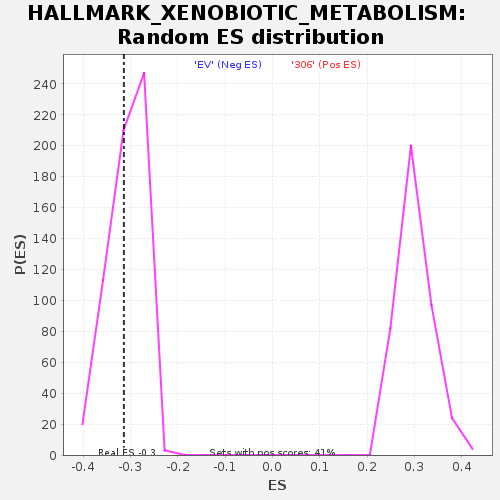 HALLMARK_XENOBIOTIC_METABOLISM:
Random ES distribution
'EV' (Neg ES) '306' (Pos ES)
240
220
200
180
160
140
120
100
80
60
40
20
0
P(ES)
Real ES -0.3 Sets with pos scores: 41%
-0.4 -0.3 -0.2 -0.1 0.0 0.1 0.2 0.3 0.4
ES